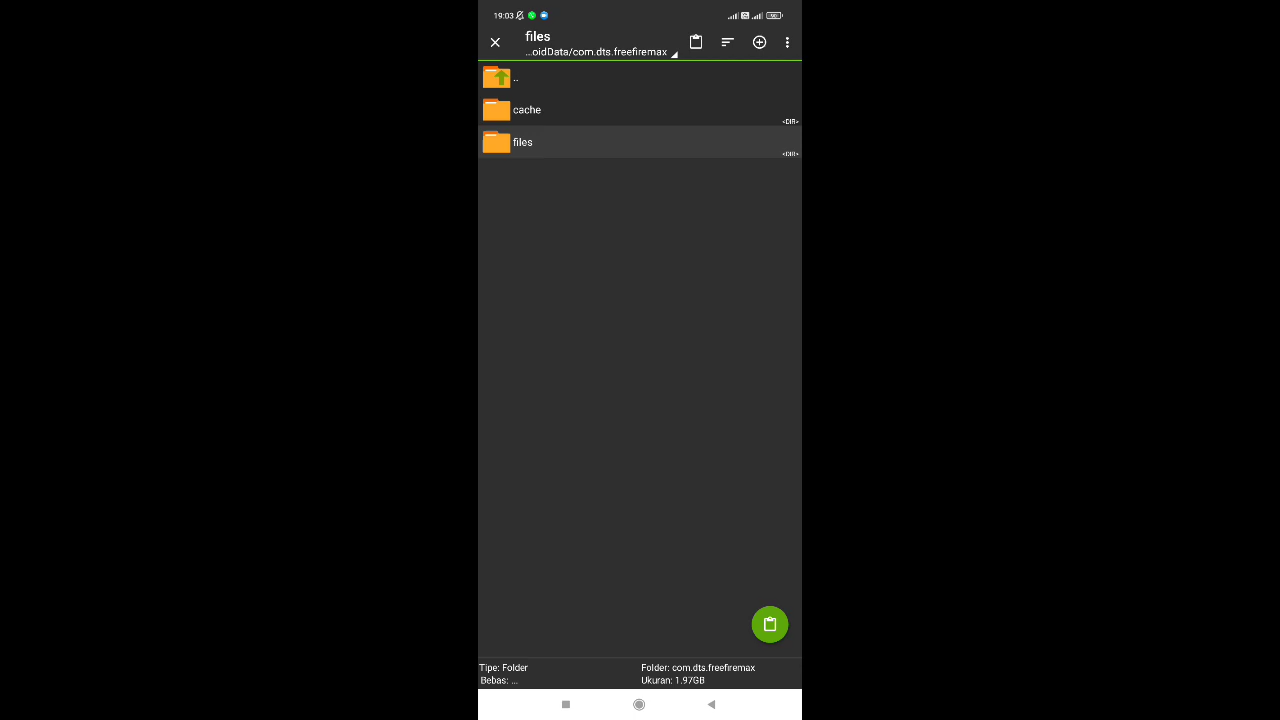 19:03
files
...oidData/com.dts.freefiremax
..
cache
<DIR>
files
<DIR>
Tipe: Folder
Folder: com.dts.freefiremax
Bebas: ...
Ukuran: 1.97GB